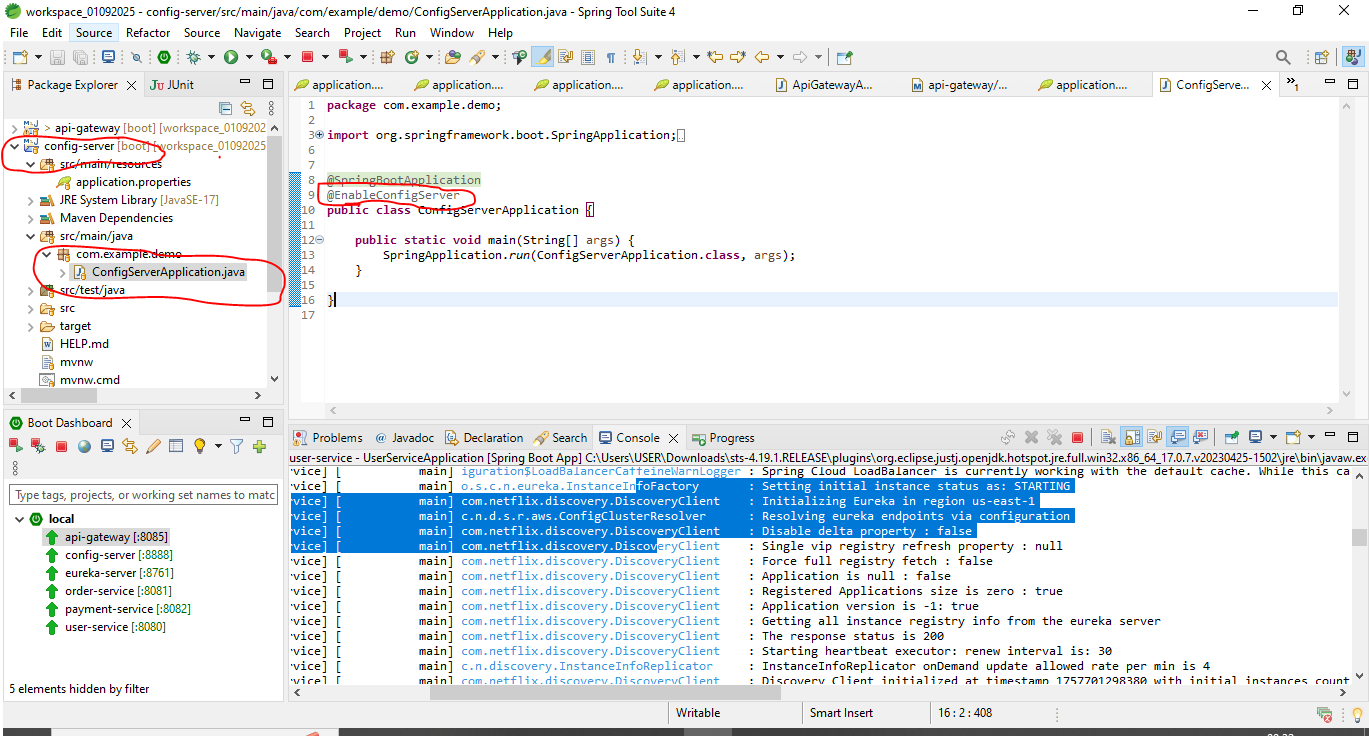 workspace_01092025 - config-server/src/main/java/com/example/demo/ConfigServerApplication.java - Spring Tool Suite 4
File Edit Source Refactor Source Navigate Search Project Run Window Help
Package Explorer JUnit
> api-gateway [boot] [workspace_010920
config-server [boot] [workspace_01092025
src/main/resources
application.properties
JRE System Library [JavaSE-17]
Maven Dependencies
src/main/java
com.example.demo
ConfigServerApplication.java
src/test/java
src
target
HELP.md
mvnw
mvnw.cmd
application....
application....
application....
application....
ApiGatewayA...
api-gateway/...
application....
ConfigServe...
1 package com.example.demo;
2
3 import org.springframework.boot.SpringApplication;
6
7
8 @SpringBootApplication
9 @EnableConfigServer
10 public class ConfigServerApplication {
11
12 public static void main(String[] args) {
13 SpringApplication.run(ConfigServerApplication.class, args);
14 }
15
16 }
17
Boot Dashboard
Type tags, projects, or working set names to matc
local
api-gateway [:8085]
config-server [:8888]
eureka-server [:8761]
order-service [:8081]
payment-service [:8082]
user-service [:8080]
5 elements hidden by filter
Problems @ Javadoc Declaration Search Console Progress
user-service - UserServiceApplication [Spring Boot App] C:\Users\USER\Downloads\sts-4.19.1.RELEASE\plugins\org.eclipse.justj.openjdk.hotspot.jre.full.win32.x86_64_17.0.7.v20230425-1502\jre\bin\javaw.ex
rvice] [ main] iguration$LoadBalancerCaffeineWarnLogger : Spring Cloud LoadBalancer is currently working with the default cache. While this ca
rvice] [ main] o.s.c.n.eureka.InstanceInfoFactory : Setting initial instance status as: STARTING
rvice] [ main] com.netflix.discovery.DiscoveryClient : Initializing Eureka in region us-east-1
rvice] [ main] c.n.d.s.r.aws.ConfigClusterResolver : Resolving eureka endpoints via configuration
rvice] [ main] com.netflix.discovery.DiscoveryClient : Disable delta property : false
rvice] [ main] com.netflix.discovery.DiscoveryClient : Single vip registry refresh property : null
rvice] [ main] com.netflix.discovery.DiscoveryClient : Force full registry fetch : false
rvice] [ main] com.netflix.discovery.DiscoveryClient : Application is null : false
rvice] [ main] com.netflix.discovery.DiscoveryClient : Registered Applications size is zero : true
rvice] [ main] com.netflix.discovery.DiscoveryClient : Application version is -1: true
rvice] [ main] com.netflix.discovery.DiscoveryClient : Getting all instance registry info from the eureka server
rvice] [ main] com.netflix.discovery.DiscoveryClient : The response status is 200
rvice] [ main] com.netflix.discovery.DiscoveryClient : Starting heartbeat executor: renew interval is: 30
rvice] [ main] c.n.discovery.InstanceInfoReplicator : InstanceInfoReplicator onDemand update allowed rate per min is 4
rvice] [ main] com.netflix.discovery.DiscoveryClient : Discovery Client initialized at timestamp 1757701298380 with initial instances count
Writable Smart Insert 16 : 2 : 408